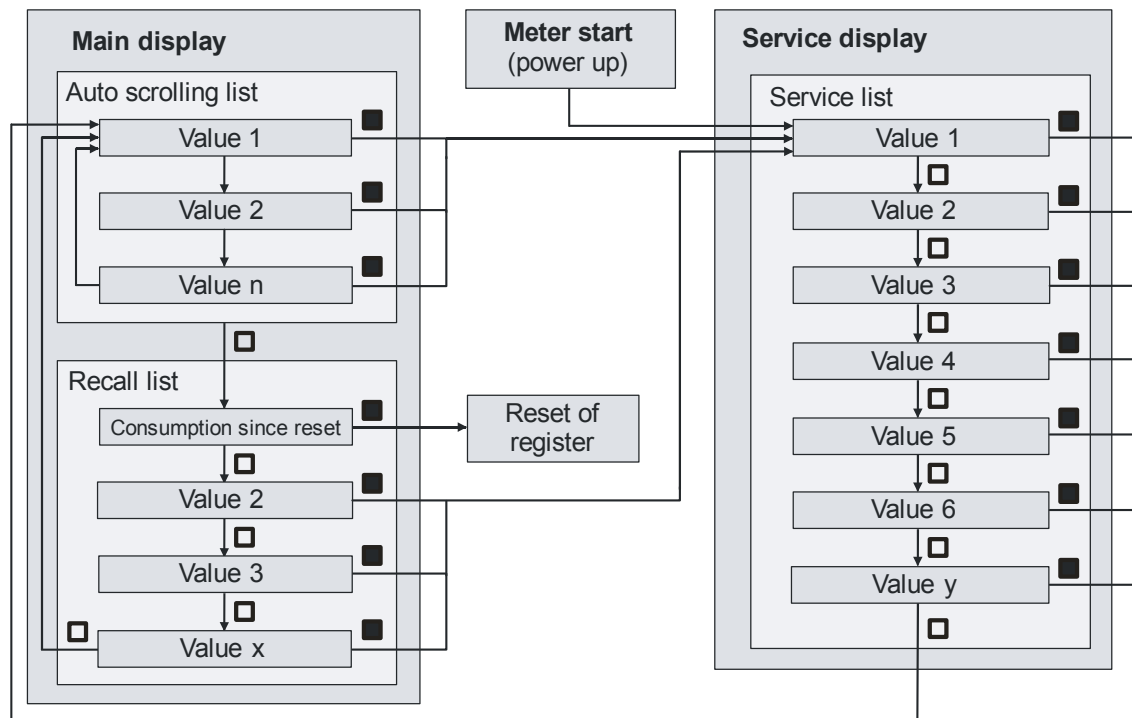 Main display
Auto scrolling list
Value 1
Value 2
Value n
Recall list
Consumption since reset
Value 2
Value 3
Value x
Meter start
(power up)
Reset of
register
Service display
Service list
Value 1
Value 2
Value 3
Value 4
Value 5
Value 6
Value y